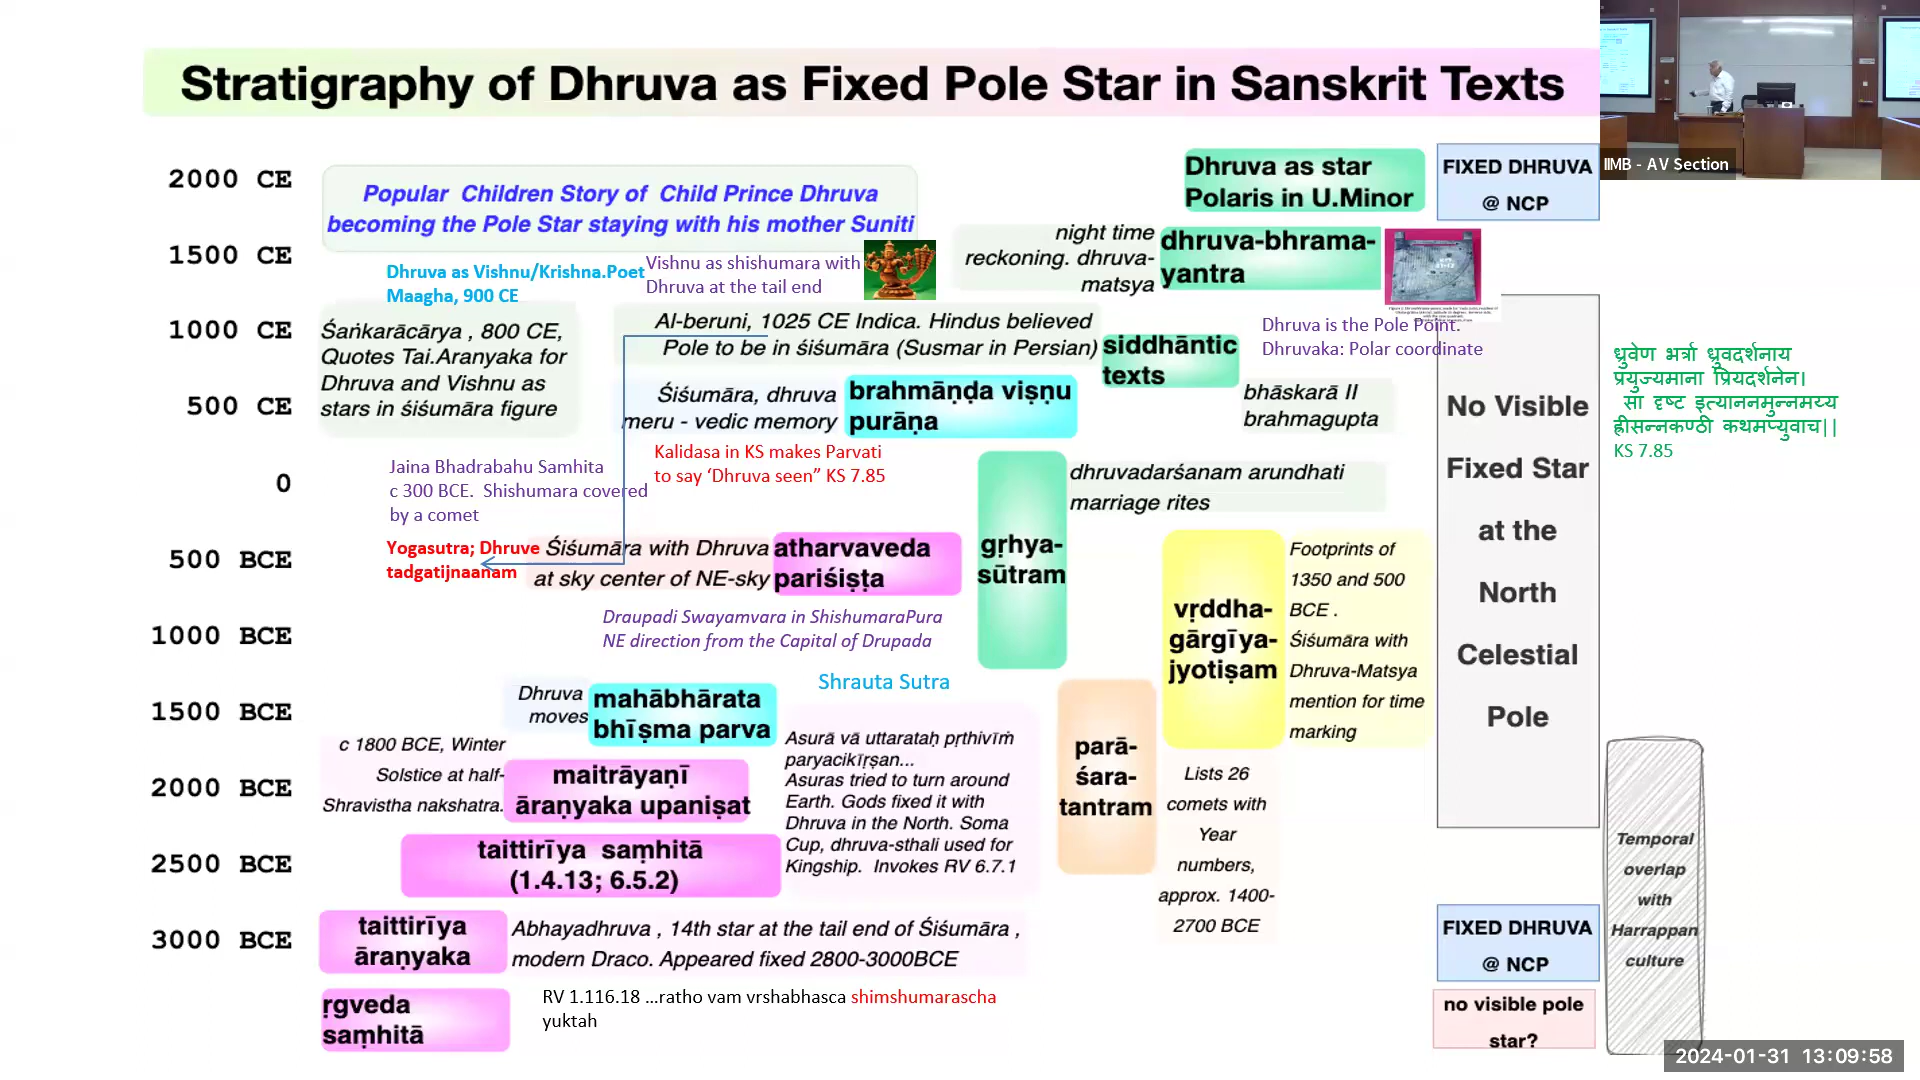 Stratigraphy of Dhruva as Fixed Pole Star in Sanskrit Texts
IIMB - AV Section
2000 CE
Popular Children Story of Child Prince Dhruva
becoming the Pole Star staying with his mother Suniti
Dhruva as star
Polaris in U.Minor
FIXED DHRUVA
@ NCP
1500 CE
Dhruva as Vishnu/Krishna.Poet
Maagha, 900 CE
Vishnu as shishumara with
Dhruva at the tail end
night time
reckoning. dhruva-
matsya
dhruva-bhrama-
yantra
1000 CE
Śaṅkarācārya , 800 CE,
Quotes Tai.Aranyaka for
Dhruva and Vishnu as
stars in śiśumāra figure
Al-beruni, 1025 CE Indica. Hindus believed
Pole to be in śiśumāra (Susmar in Persian)
siddhāntic
texts
Dhruva is the Pole Point.
Dhruvaka: Polar coordinate
500 CE
Śiśumāra, dhruva
meru - vedic memory
brahmāṇḍa viṣṇu
purāṇa
bhāskarā II
brahmagupta
Kalidasa in KS makes Parvati
to say ‘Dhruva seen” KS 7.85
ध्रुवेण भर्त्रा ध्रुवदर्शनाय
प्रयुज्यमाना प्रियदर्शनेन।
सा दृष्ट इत्याननमुन्नमय्य
ह्रीसन्नकण्ठी कथमप्युवाच||
KS 7.85
0
Jaina Bhadrabahu Samhita
c 300 BCE. Shishumara covered
by a comet
gṛhya-
sūtram
dhruvadarśanam arundhati
marriage rites
No Visible
Fixed Star
at the
North
Celestial
Pole
500 BCE
Yogasutra; Dhruve
tadgatijnaanam
Śiśumāra with Dhruva
at sky center of NE-sky
atharvaveda
pariśiṣṭa
vṛddha-
gārgīya-
jyotiṣam
Footprints of
1350 and 500
BCE .
Śiśumāra with
Dhruva-Matsya
mention for time
marking
1000 BCE
Draupadi Swayamvara in ShishumaraPura
NE direction from the Capital of Drupada
1500 BCE
Dhruva
moves
mahābhārata
bhīṣma parva
Shrauta Sutra
parā-
śara-
tantram
2000 BCE
c 1800 BCE, Winter
Solstice at half-
Shravistha nakshatra.
maitrāyaṇī
āraṇyaka upaniṣat
Asurā vā uttarataḥ pṛthivīṁ
paryacikīrṣan...
Asuras tried to turn around
Earth. Gods fixed it with
Dhruva in the North. Soma
Cup, dhruva-sthali used for
Kingship. Invokes RV 6.7.1
Lists 26
comets with
Year
numbers,
approx. 1400-
2700 BCE
2500 BCE
taittirīya saṃhitā
(1.4.13; 6.5.2)
Temporal
overlap
with
Harrappan
culture
3000 BCE
taittirīya
āraṇyaka
Abhayadhruva , 14th star at the tail end of Śiśumāra ,
modern Draco. Appeared fixed 2800-3000BCE
FIXED DHRUVA
@ NCP
ṛgveda
saṃhitā
RV 1.116.18 ...ratho vam vrshabhasca shimshumarascha
yuktah
no visible pole
star?
2024-01-31 13:09:58